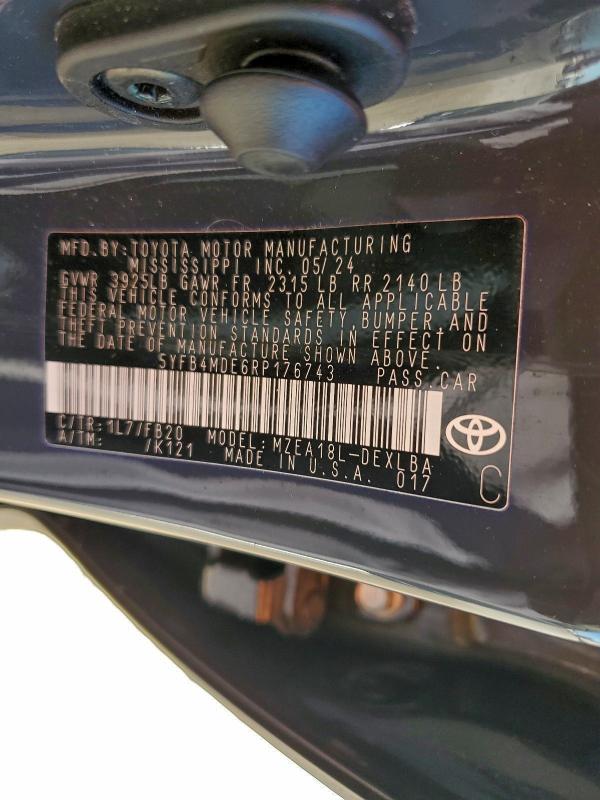 MFD.BY:TOYOTA MOTOR MANUFACTURING
MISSISSIPPI INC.05/24
GVWR 3925LB GAWR FR 2315 LB RR 2140 LB
THIS VEHICLE CONFORMS TO ALL APPLICABLE
FEDERAL MOTOR VEHICLE SAFETY,BUMPER,AND
THEFT PREVENTION STANDARDS IN EFFECT ON
THE DATE OF MANUFACTURE SHOWN ABOVE.
5YFB4MDE6RP176743 PASS.CAR
C/TR:1L7/FB20 MODEL:MZEA18L-DEXLBA
A/TM: /K121 MADE IN U.S.A. 017
C